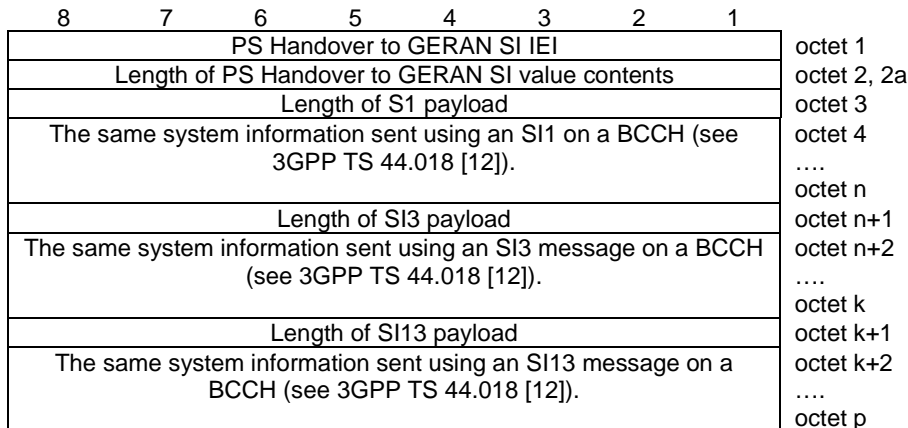 8 7 6 5 4 3 2 1
PS Handover to GERAN SI IEI octet 1
Length of PS Handover to GERAN SI value contents octet 2, 2a
Length of S1 payload octet 3
The same system information sent using an SI1 on a BCCH (see octet 4
3GPP TS 44.018 [12]). ….
octet n
Length of SI3 payload octet n+1
The same system information sent using an SI3 message on a BCCH octet n+2
(see 3GPP TS 44.018 [12]). ….
octet k
Length of SI13 payload octet k+1
The same system information sent using an SI13 message on a octet k+2
BCCH (see 3GPP TS 44.018 [12]). ….
octet p